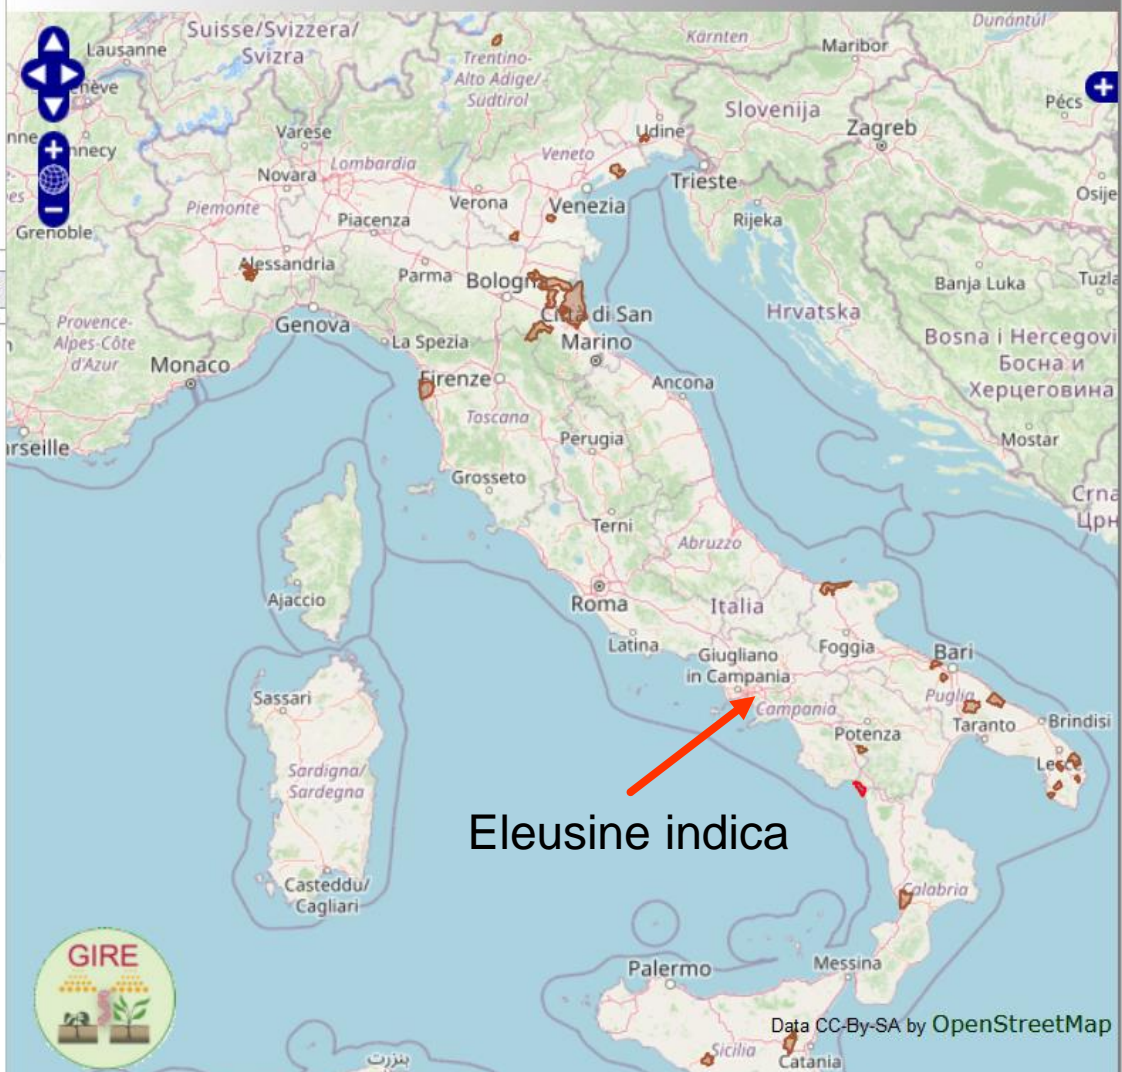 Suisse/Svizzera/
Svizra
Lausanne
Trentino-
Alto Adige/-
Südtirol
Kärnten
Maribor
Dunántúl
Pécs
Slovenija
Zagreb
Varese
Lombardia
Veneto
Udine
Novara
Trieste
Osije
Piemonte
Piacenza
Verona
Venezia
Rijeka
Grenoble
Alessandria
Parma
Bologn
Banja Luka
Tuzla
Provence-
Alpes-Côte
d'Azur
Genova
Città di San
Marino
Hrvatska
Monaco
La Spezia
Firenze
Ancona
Bosna i Hercegovi
Босна и
Херцеговина
Toscana
Perugia
Mostar
arseille
Grosseto
Terni
Abruzzo
Crna
Црн
Ajaccio
Roma
Italia
Latina
Giugliano
in Campania
Foggia
Bari
Sassari
Campania
Puglia
Potenza
Taranto
Brindisi
Lecce
Sardigna/
Sardegna
Eleusine indica
Casteddu/
Cagliari
Calabria
GIRE
Palermo
Messina
Data CC-By-SA by OpenStreetMap
Sicilia
Catania
بنزرت